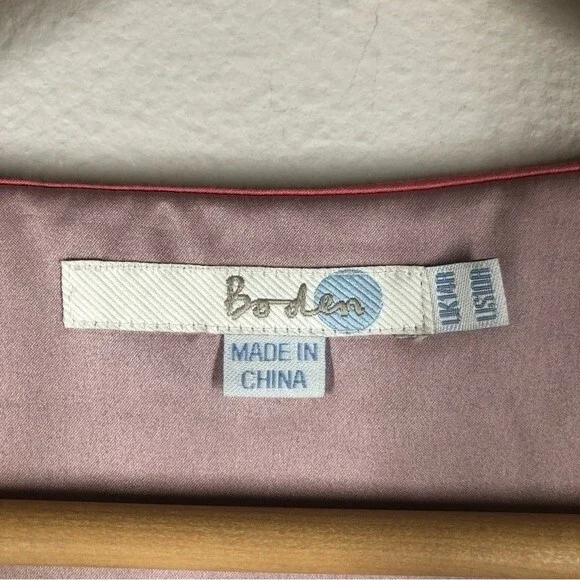 Boden
UK14R
US10R
MADE IN
CHINA